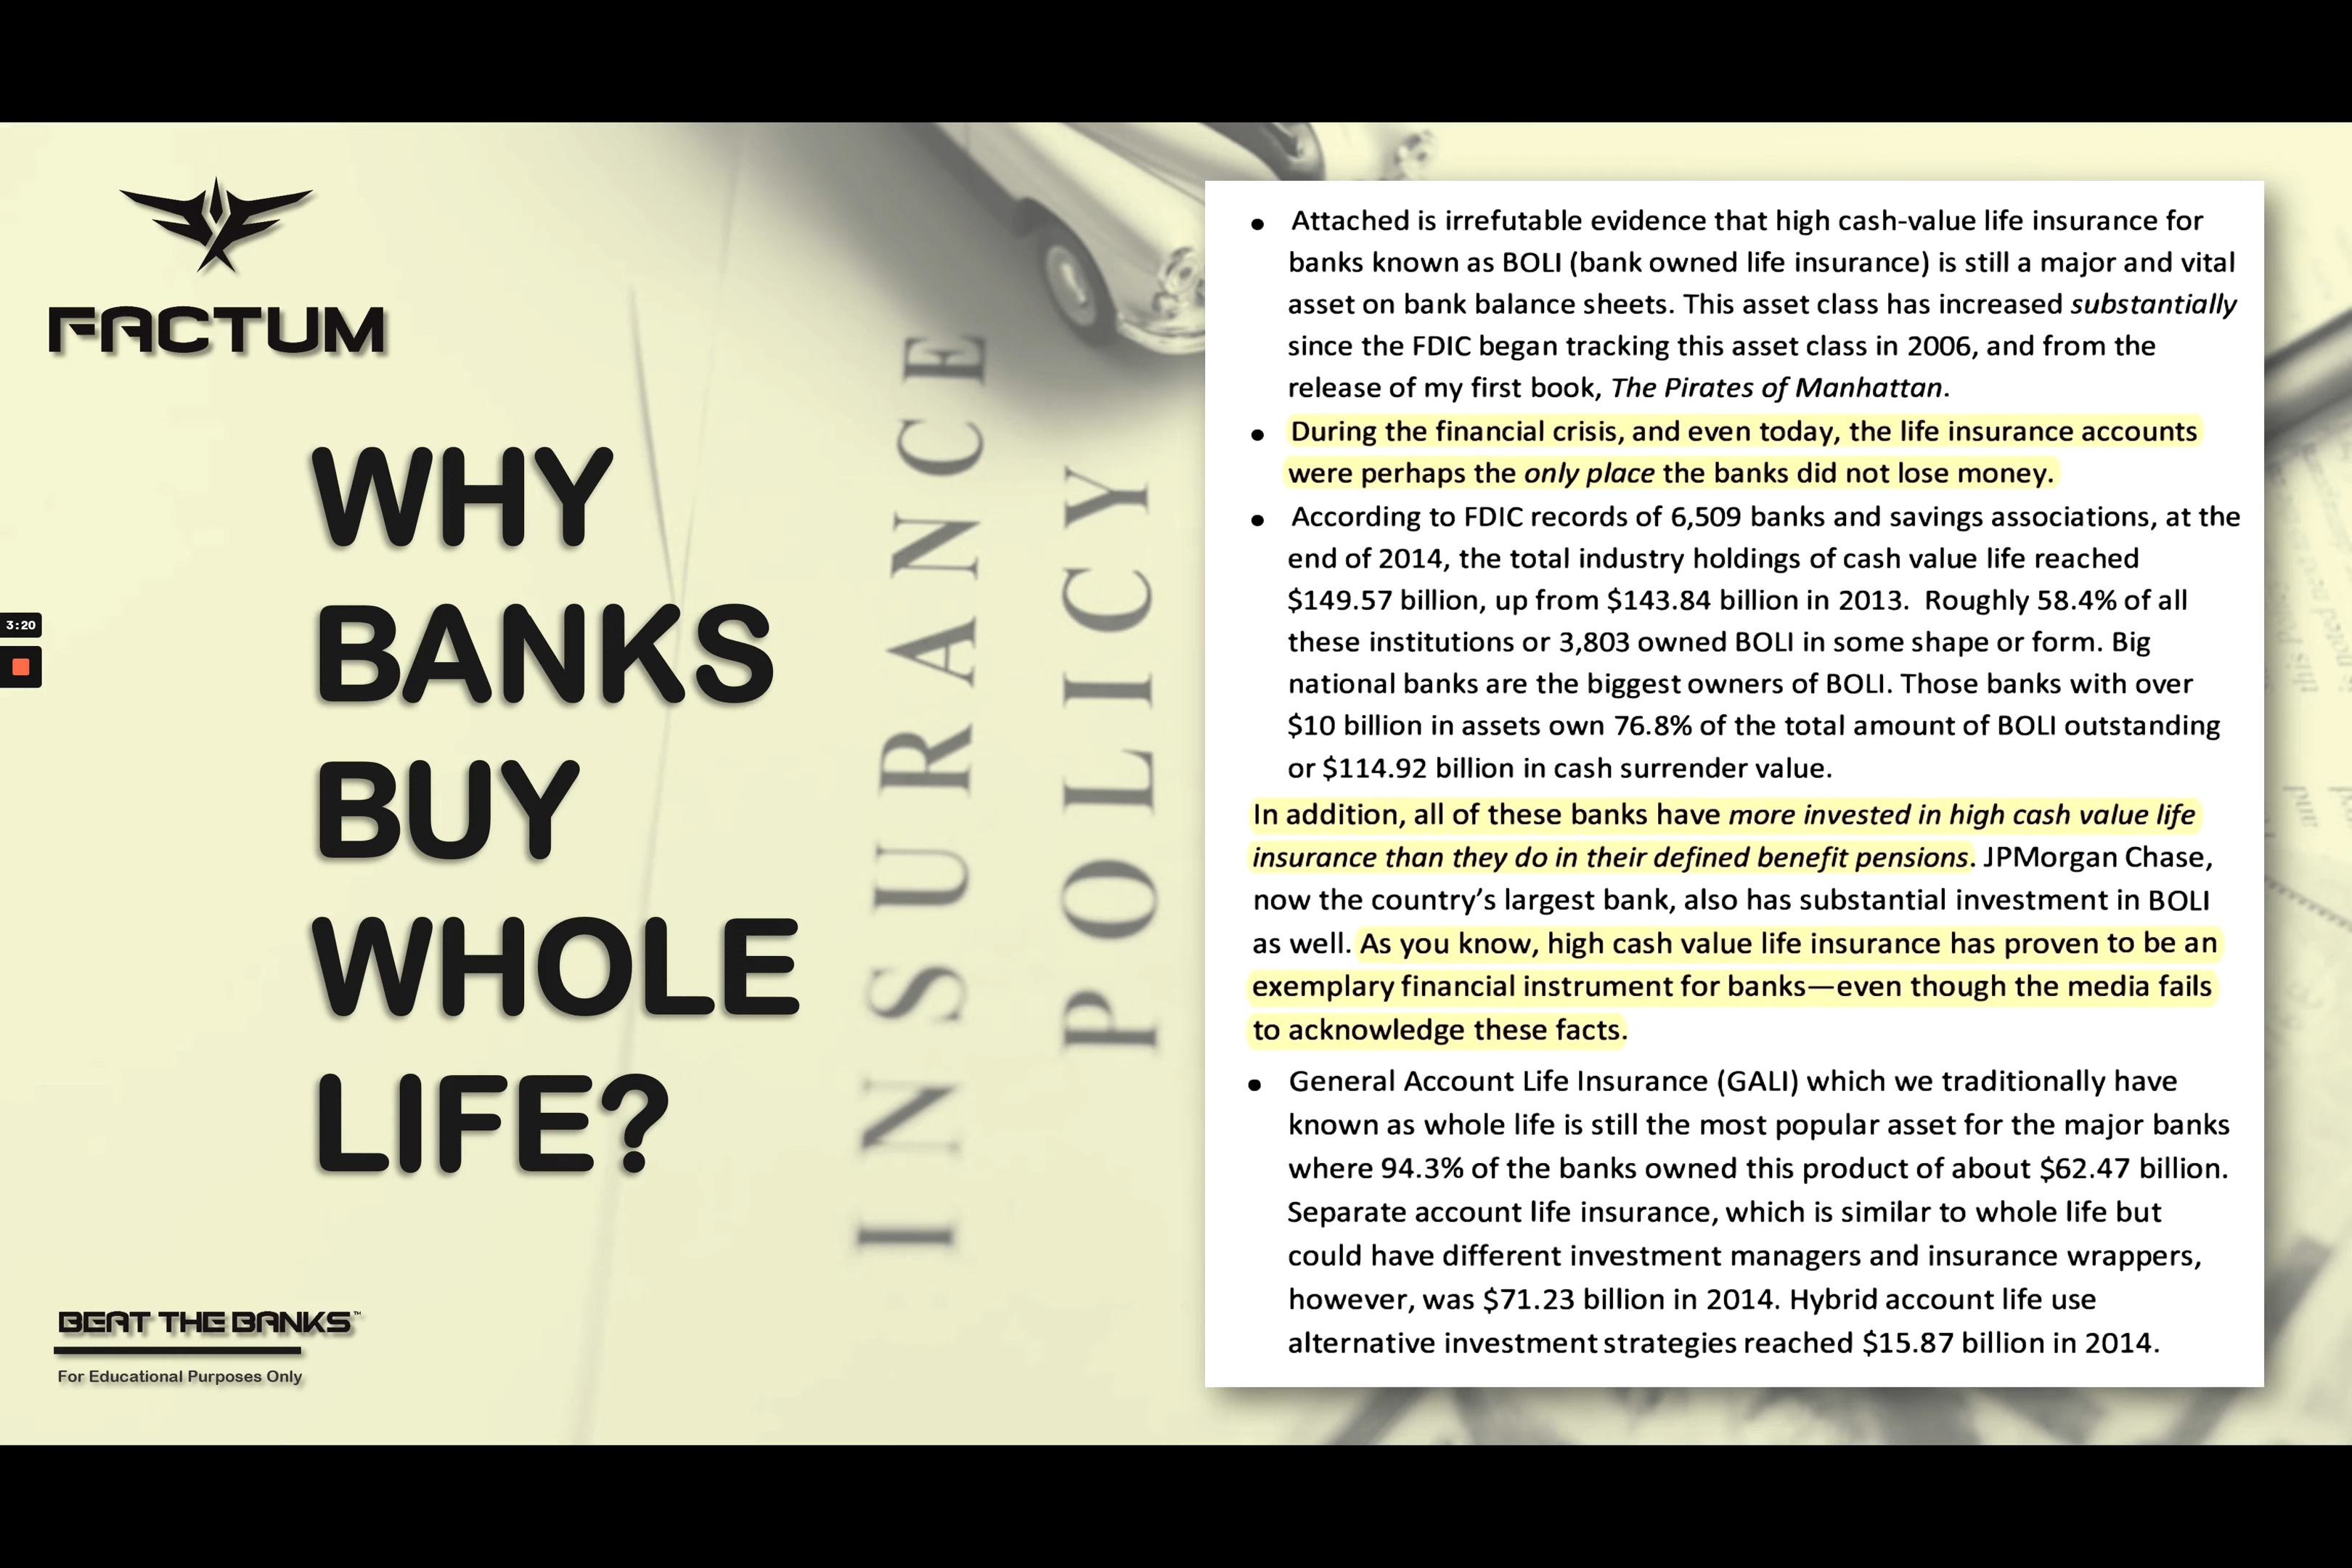 FACTUM
WHY
BANKS
BUY
WHOLE
LIFE?
3:20
BEAT THE BANKS™
For Educational Purposes Only
INSURANCE
POLICY
• Attached is irrefutable evidence that high cash-value life insurance for
banks known as BOLI (bank owned life insurance) is still a major and vital
asset on bank balance sheets. This asset class has increased substantially
since the FDIC began tracking this asset class in 2006, and from the
release of my first book, The Pirates of Manhattan.
• During the financial crisis, and even today, the life insurance accounts
were perhaps the only place the banks did not lose money.
• According to FDIC records of 6,509 banks and savings associations, at the
end of 2014, the total industry holdings of cash value life reached
$149.57 billion, up from $143.84 billion in 2013. Roughly 58.4% of all
these institutions or 3,803 owned BOLI in some shape or form. Big
national banks are the biggest owners of BOLI. Those banks with over
$10 billion in assets own 76.8% of the total amount of BOLI outstanding
or $114.92 billion in cash surrender value.
In addition, all of these banks have more invested in high cash value life
insurance than they do in their defined benefit pensions. JPMorgan Chase,
now the country's largest bank, also has substantial investment in BOLI
as well. As you know, high cash value life insurance has proven to be an
exemplary financial instrument for banks—even though the media fails
to acknowledge these facts.
• General Account Life Insurance (GALI) which we traditionally have
known as whole life is still the most popular asset for the major banks
where 94.3% of the banks owned this product of about $62.47 billion.
Separate account life insurance, which is similar to whole life but
could have different investment managers and insurance wrappers,
however, was $71.23 billion in 2014. Hybrid account life use
alternative investment strategies reached $15.87 billion in 2014.